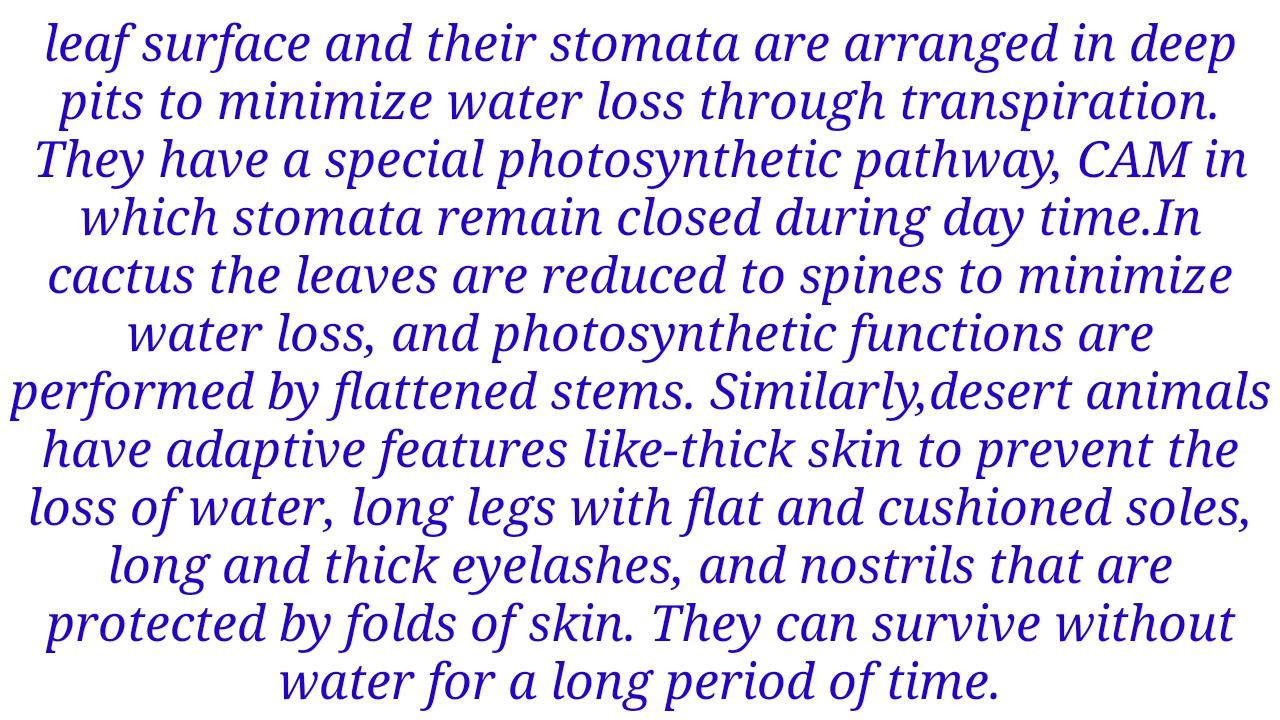 leaf surface and their stomata are arranged in deep
pits to minimize water loss through transpiration.
They have a special photosynthetic pathway, CAM in
which stomata remain closed during day time.In
cactus the leaves are reduced to spines to minimize
water loss, and photosynthetic functions are
performed by flattened stems. Similarly,desert animals
have adaptive features like-thick skin to prevent the
loss of water, long legs with flat and cushioned soles,
long and thick eyelashes, and nostrils that are
protected by folds of skin. They can survive without
water for a long period of time.